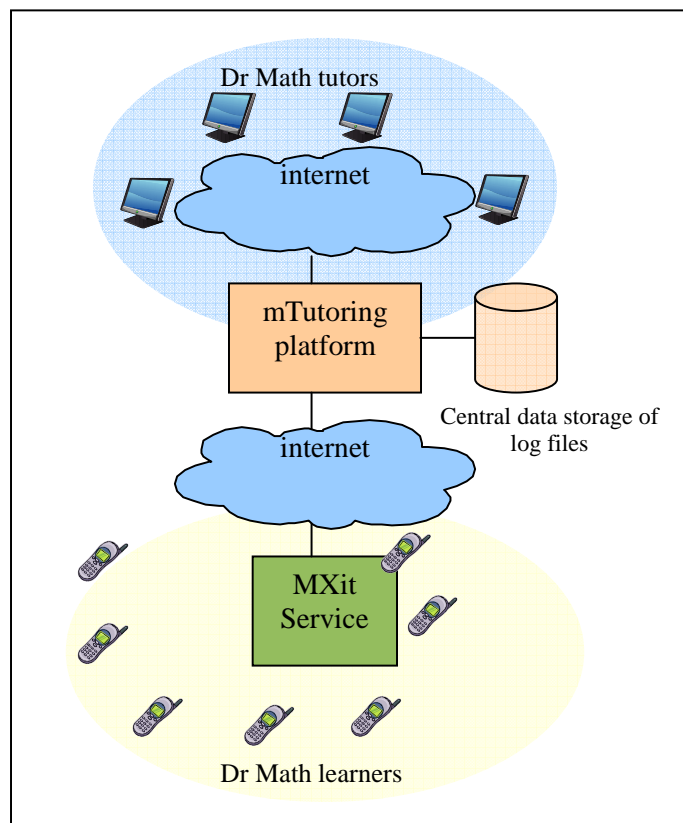 Dr Math tutors
internet
mTutoring
platform
Central data storage of
log files
internet
MXit
Service
Dr Math learners